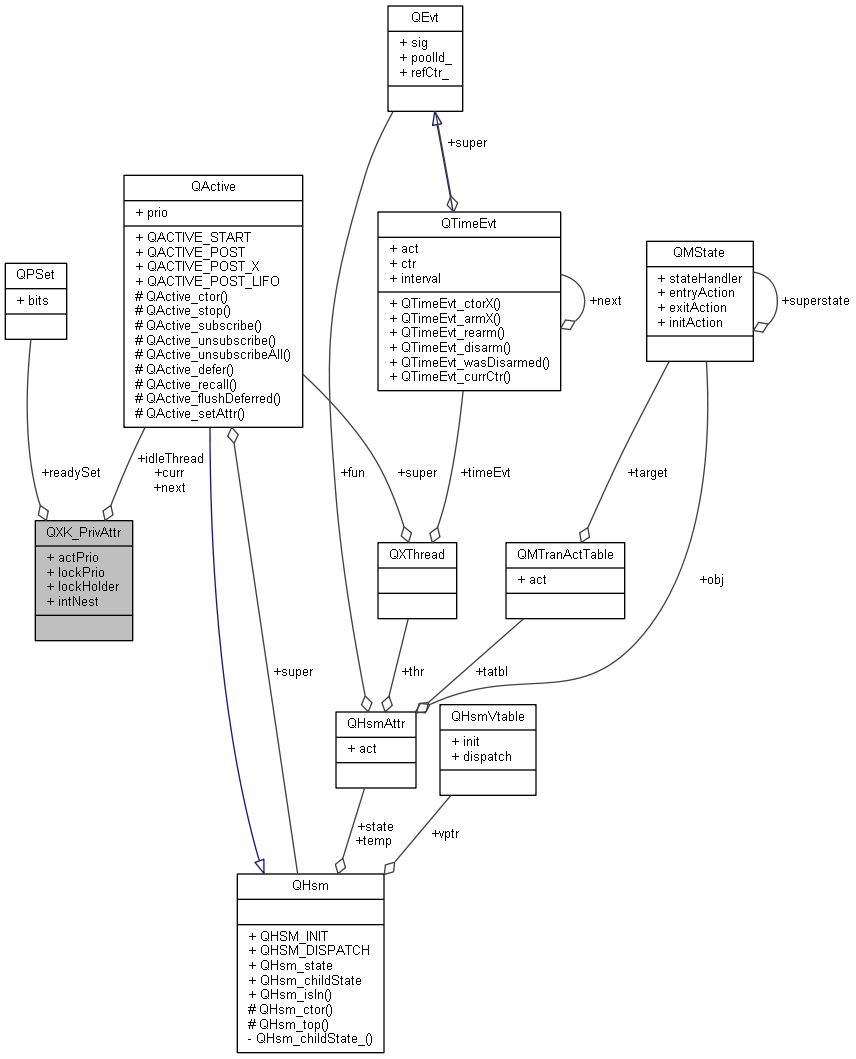 QEvt
+ sig
+ poolId_
+ refCtr_
+super
QActive
+ prio
+ QACTIVE_START
+ QACTIVE_POST
+ QACTIVE_POST_X
+ QACTIVE_POST_LIFO
# QActive_ctor()
# QActive_stop()
# QActive_subscribe()
# QActive_unsubscribe()
# QActive_unsubscribeAll()
# QActive_defer()
# QActive_recall()
# QActive_flushDeferred()
# QActive_setAttr()
QTimeEvt
+ act
+ ctr
+ interval
+ QTimeEvt_ctorX()
+ QTimeEvt_armX()
+ QTimeEvt_rearm()
+ QTimeEvt_disarm()
+ QTimeEvt_wasDisarmed()
+ QTimeEvt_currCtr()
+next
QMState
+ stateHandler
+ entryAction
+ exitAction
+ initAction
+superstate
QPSet
+ bits
+readySet
+idleThread
+curr
+next
+fun
+super
+timeEvt
+target
QXK_PrivAttr
+ actPrio
+ lockPrio
+ lockHolder
+ intNest
QXThread
QMTranActTable
+ act
+obj
+super
+thr
+tatbl
QHsmAttr
+ act
QHsmVtable
+ init
+ dispatch
+state
+temp
+vptr
QHsm
+ QHSM_INIT
+ QHSM_DISPATCH
+ QHsm_state
+ QHsm_childState
+ QHsm_isIn()
# QHsm_ctor()
# QHsm_top()
- QHsm_childState_()